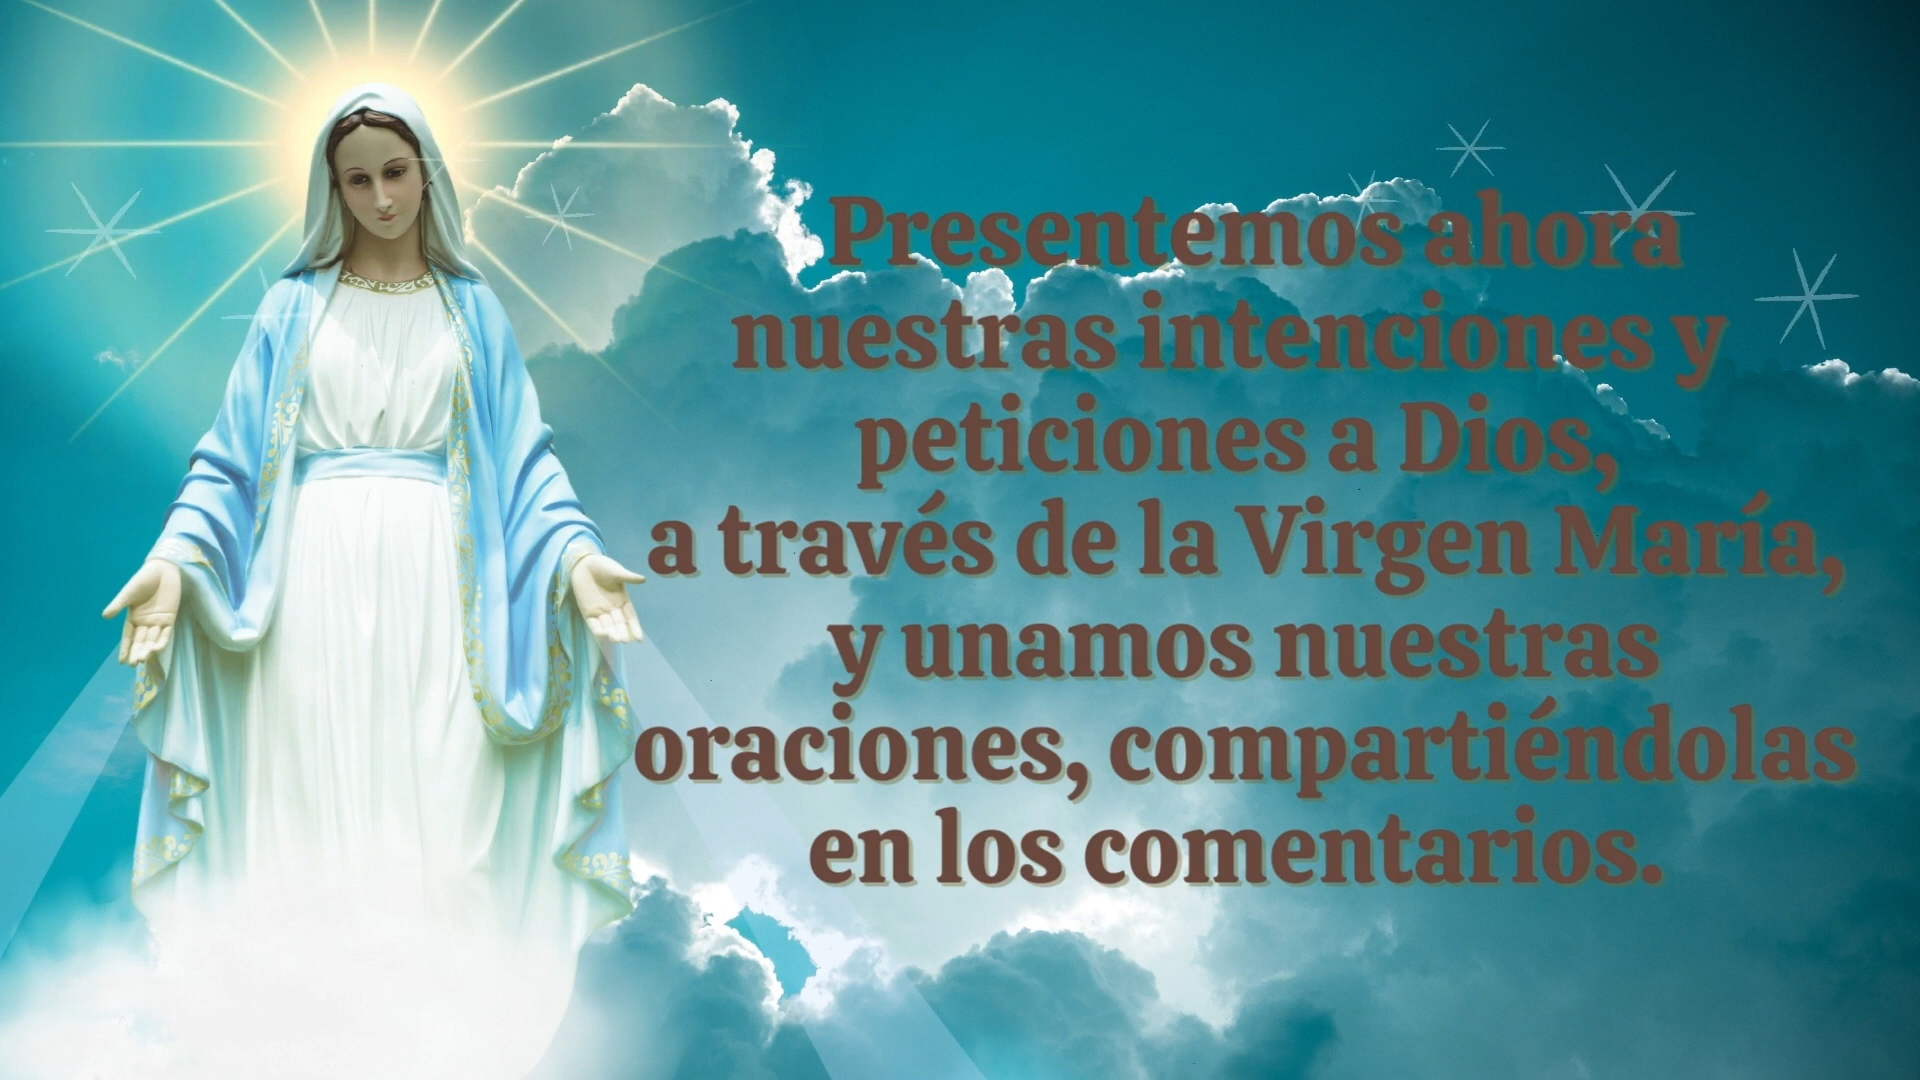 Presentemos ahora
nuestras intenciones y
peticiones a Dios,
a través de la Virgen María,
y unamos nuestras
oraciones, compartiéndolas
en los comentarios.